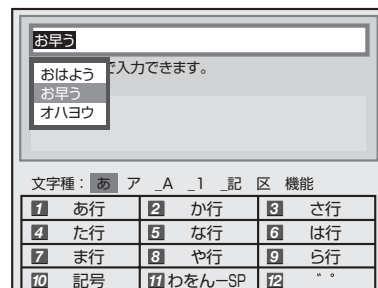 お早う
で入力できます。
おはよう
お早う
オハヨウ
文字種： あ ア _A _1 _記 区 機能
1 あ行 2 か行 3 さ行
4 た行 5 な行 6 は行
7 ま行 8 や行 9 ら行
10 記号 11 わをんーSP 12 ゛゜